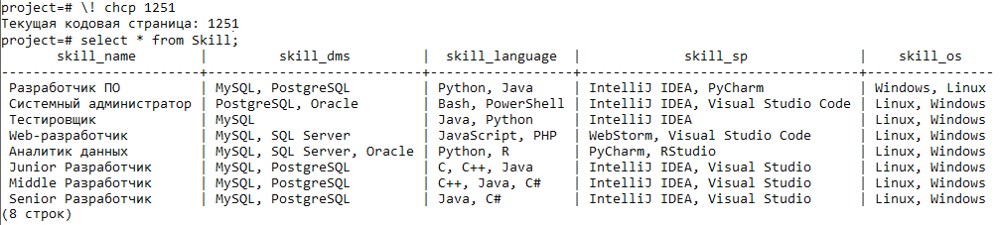 project=# \! chcp 1251
Текущая кодовая страница: 1251
project=# select * from Skill;
skill_name | skill_dms | skill_language | skill_sp | skill_os
Разработчик ПО | MySQL, PostgreSQL | Python, Java | IntelliJ IDEA, PyCharm | Windows, Linux
Системный администратор | PostgreSQL, Oracle | Bash, PowerShell | IntelliJ IDEA, Visual Studio Code | Linux, Windows
Тестировщик | MySQL | Java, Python | IntelliJ IDEA | Linux, Windows
Web-разработчик | MySQL, SQL Server | JavaScript, PHP | WebStorm, Visual Studio Code | Linux, Windows
Аналитик данных | MySQL, SQL Server, Oracle | Python, R | PyCharm, RStudio | Linux, Windows
Junior Разработчик | MySQL, PostgreSQL | C, C++, Java | IntelliJ IDEA, Visual Studio | Linux, Windows
Middle Разработчик | MySQL, PostgreSQL | C++, Java, C# | IntelliJ IDEA, Visual Studio | Linux, Windows
Senior Разработчик | MySQL, PostgreSQL | Java, C# | IntelliJ IDEA, Visual Studio | Linux, Windows
(8 строк)